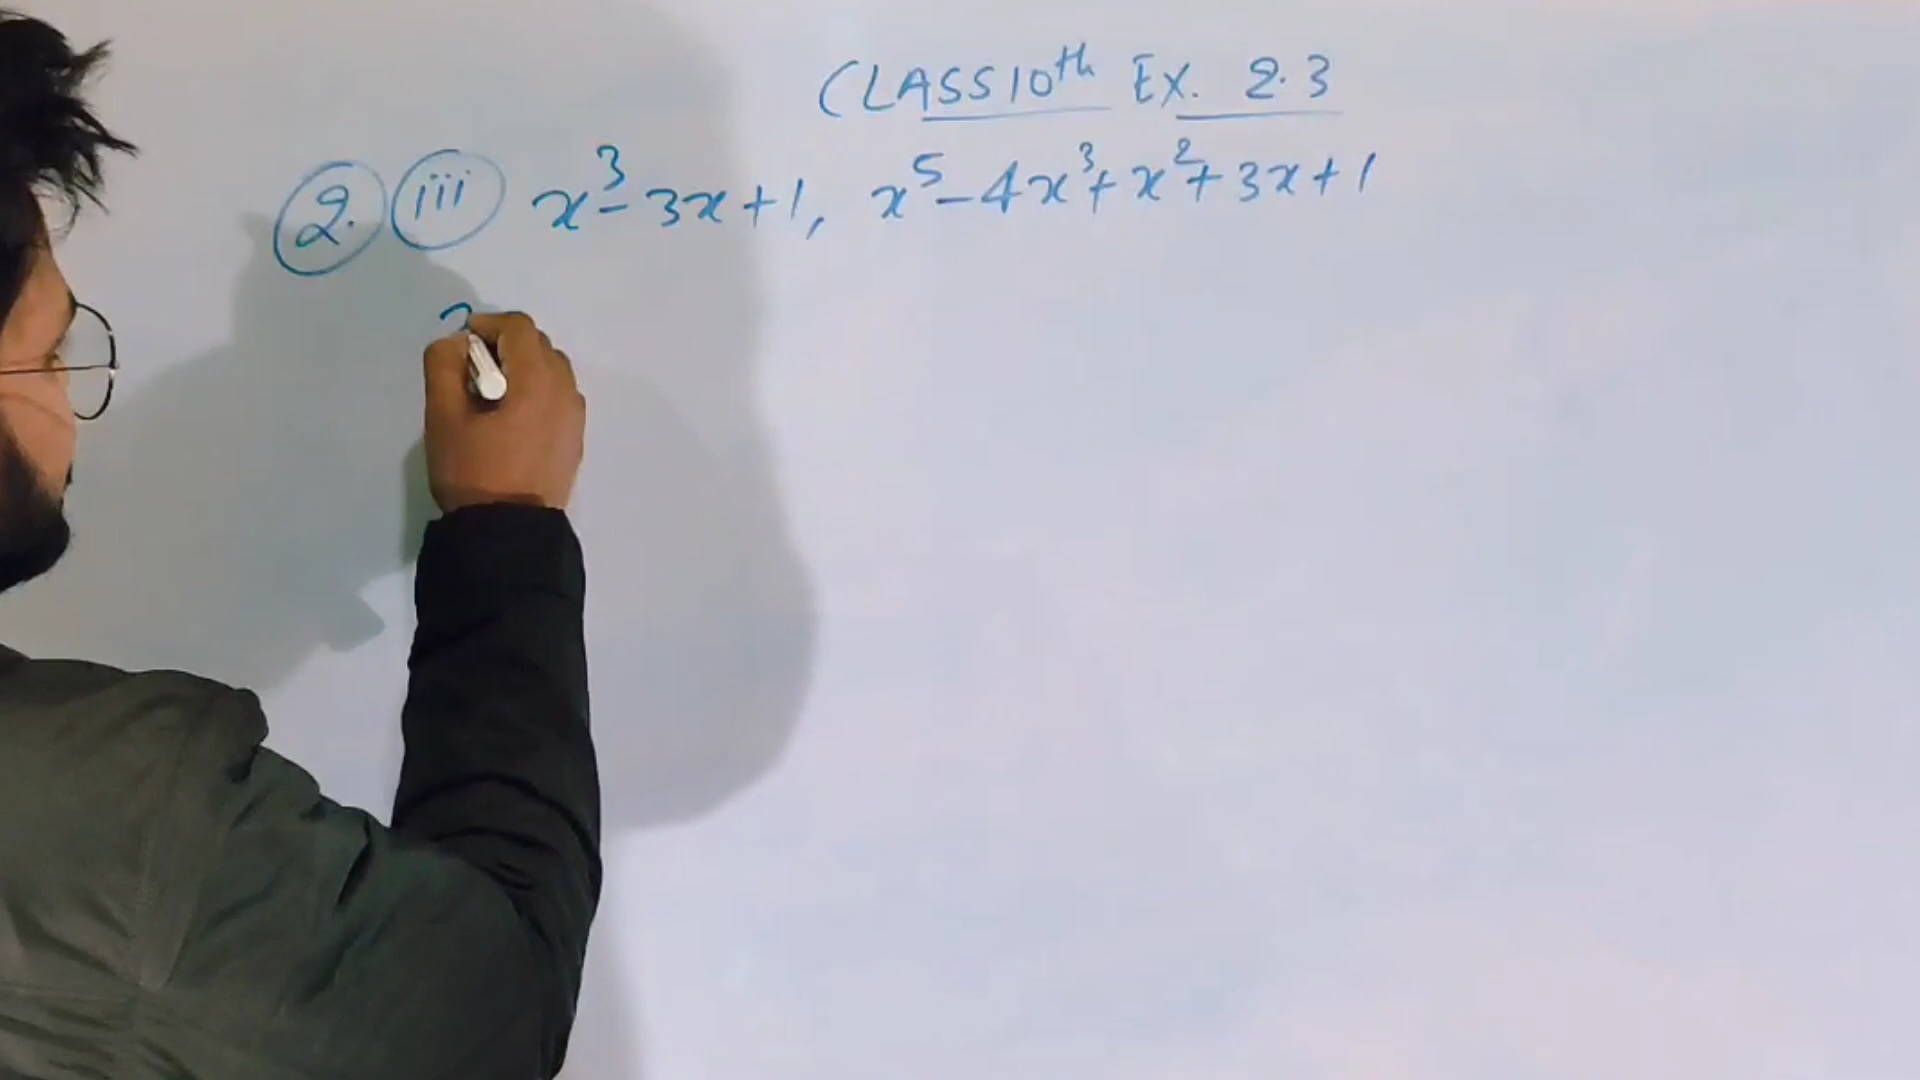 CLASS 10th EX. 2.3
2. iii x³-3x+1, x⁵-4x³+x²+3x+1